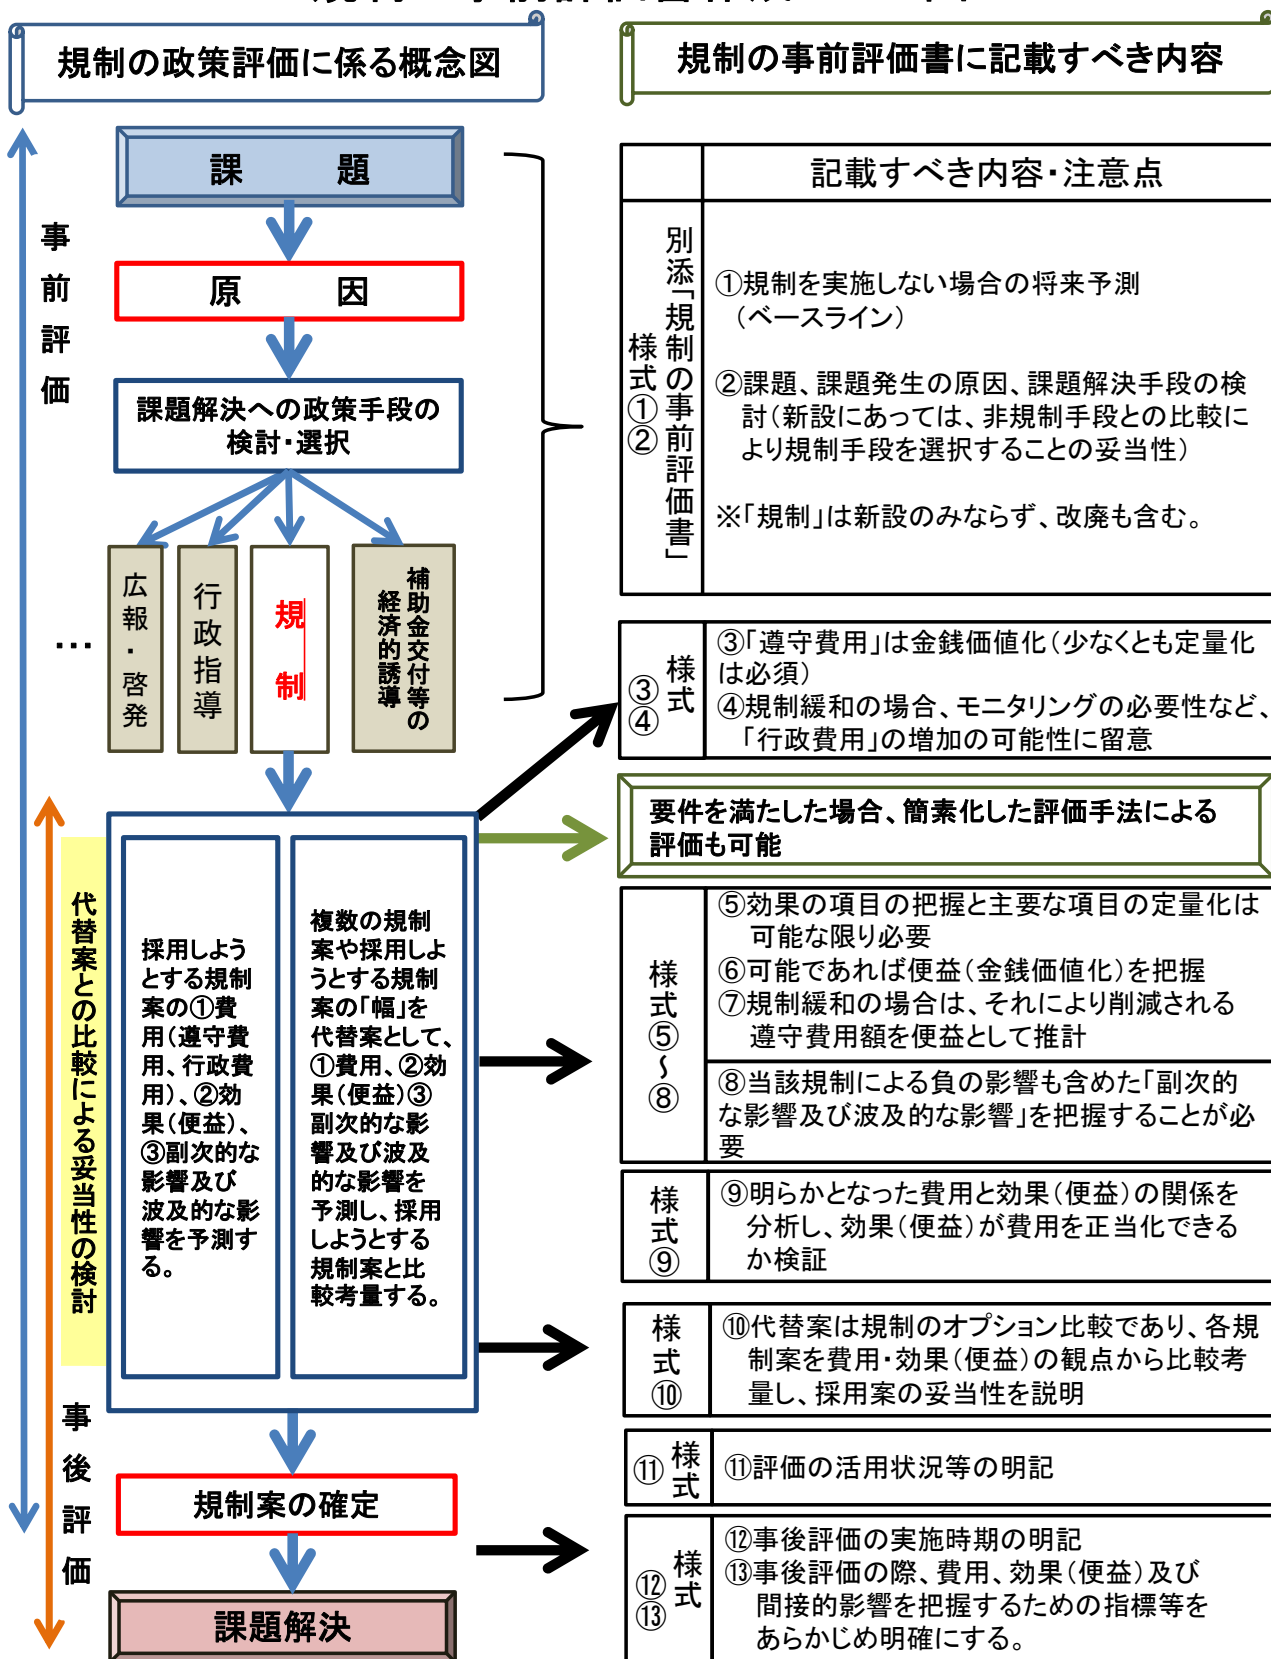 規制の政策評価に係る概念図
事前評価
課　題
原　因
課題解決への政策手段の
検討・選択
…
広報・啓発
行政指導
規制
補助金交付等の
経済的誘導
代替案との比較による妥当性の検討
採用しよう
とする規制
案の①費
用（遵守費
用、行政費
用）、②効
果（便益）、
③副次的な
影響及び
波及的な影
響を予測す
る。
複数の規制
案や採用しよ
うとする規制
案の「幅」を
代替案として、
①費用、②効
果（便益）③
副次的な影
響及び波及
的な影響を
予測し、採用
しようとする
規制案と比
較考量する。
事後評価
規制案の確定
課題解決
規制の事前評価書に記載すべき内容
記載すべき内容・注意点
別添「規制の事前評価書」
様式①②
①規制を実施しない場合の将来予測
（ベースライン）
②課題、課題発生の原因、課題解決手段の検
討（新設にあっては、非規制手段との比較に
より規制手段を選択することの妥当性）
※「規制」は新設のみならず、改廃も含む。
様式
③④
③「遵守費用」は金銭価値化（少なくとも定量化
は必須）
④規制緩和の場合、モニタリングの必要性など、
「行政費用」の増加の可能性に留意
要件を満たした場合、簡素化した評価手法による
評価も可能
様式⑤～⑧
⑤効果の項目の把握と主要な項目の定量化は
可能な限り必要
⑥可能であれば便益（金銭価値化）を把握
⑦規制緩和の場合は、それにより削減される
遵守費用額を便益として推計
⑧当該規制による負の影響も含めた「副次的
な影響及び波及的な影響」を把握することが必
要
様式⑨
⑨明らかとなった費用と効果（便益）の関係を
分析し、効果（便益）が費用を正当化できる
か検証
様式⑩
⑩代替案は規制のオプション比較であり、各規
制案を費用・効果（便益）の観点から比較考
量し、採用案の妥当性を説明
様式
⑪
⑪評価の活用状況等の明記
様式
⑫⑬
⑫事後評価の実施時期の明記
⑬事後評価の際、費用、効果（便益）及び
間接的影響を把握するための指標等を
あらかじめ明確にする。